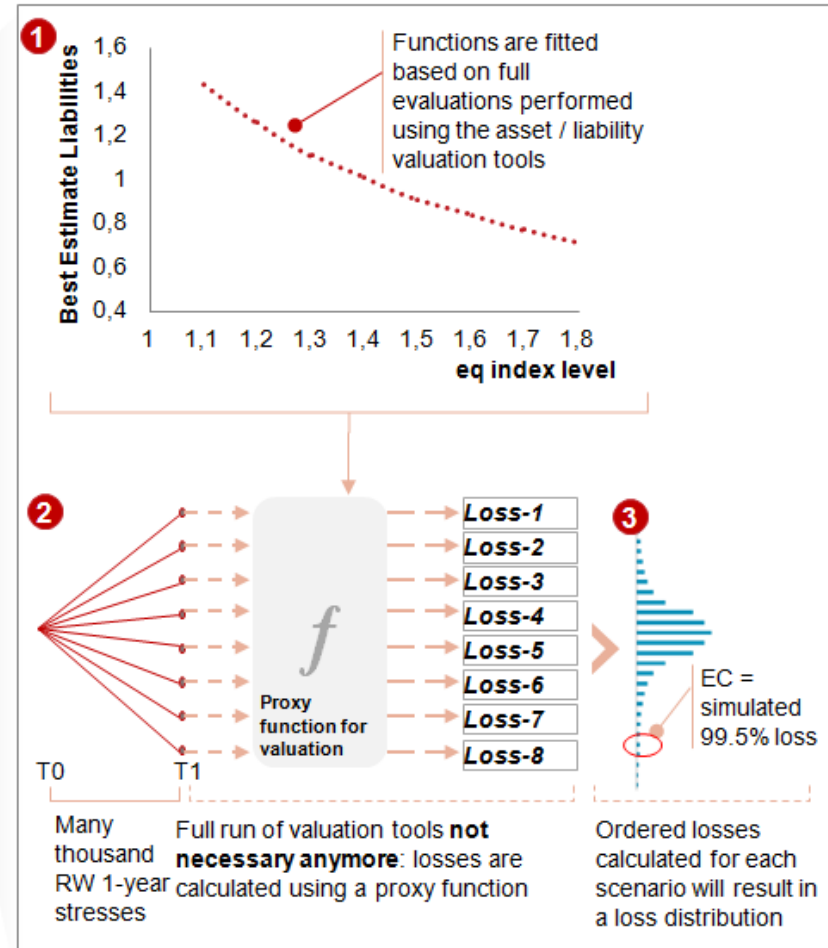 1
1,6
1,4
1,2
1
0,8
0,6
0,4
Best Estimate Liabilities
Functions are fitted
based on full
evaluations performed
using the asset / liability
valuation tools
1 1,1 1,2 1,3 1,4 1,5 1,6 1,7 1,8
eq index level
2
T0
T1
f
Proxy
function for
valuation
Loss-1
Loss-2
Loss-3
Loss-4
Loss-5
Loss-6
Loss-7
Loss-8
3
EC =
simulated
99.5% loss
Many
thousand
RW 1-year
stresses
Full run of valuation tools not
necessary anymore: losses are
calculated using a proxy function
Ordered losses
calculated for each
scenario will result in
a loss distribution